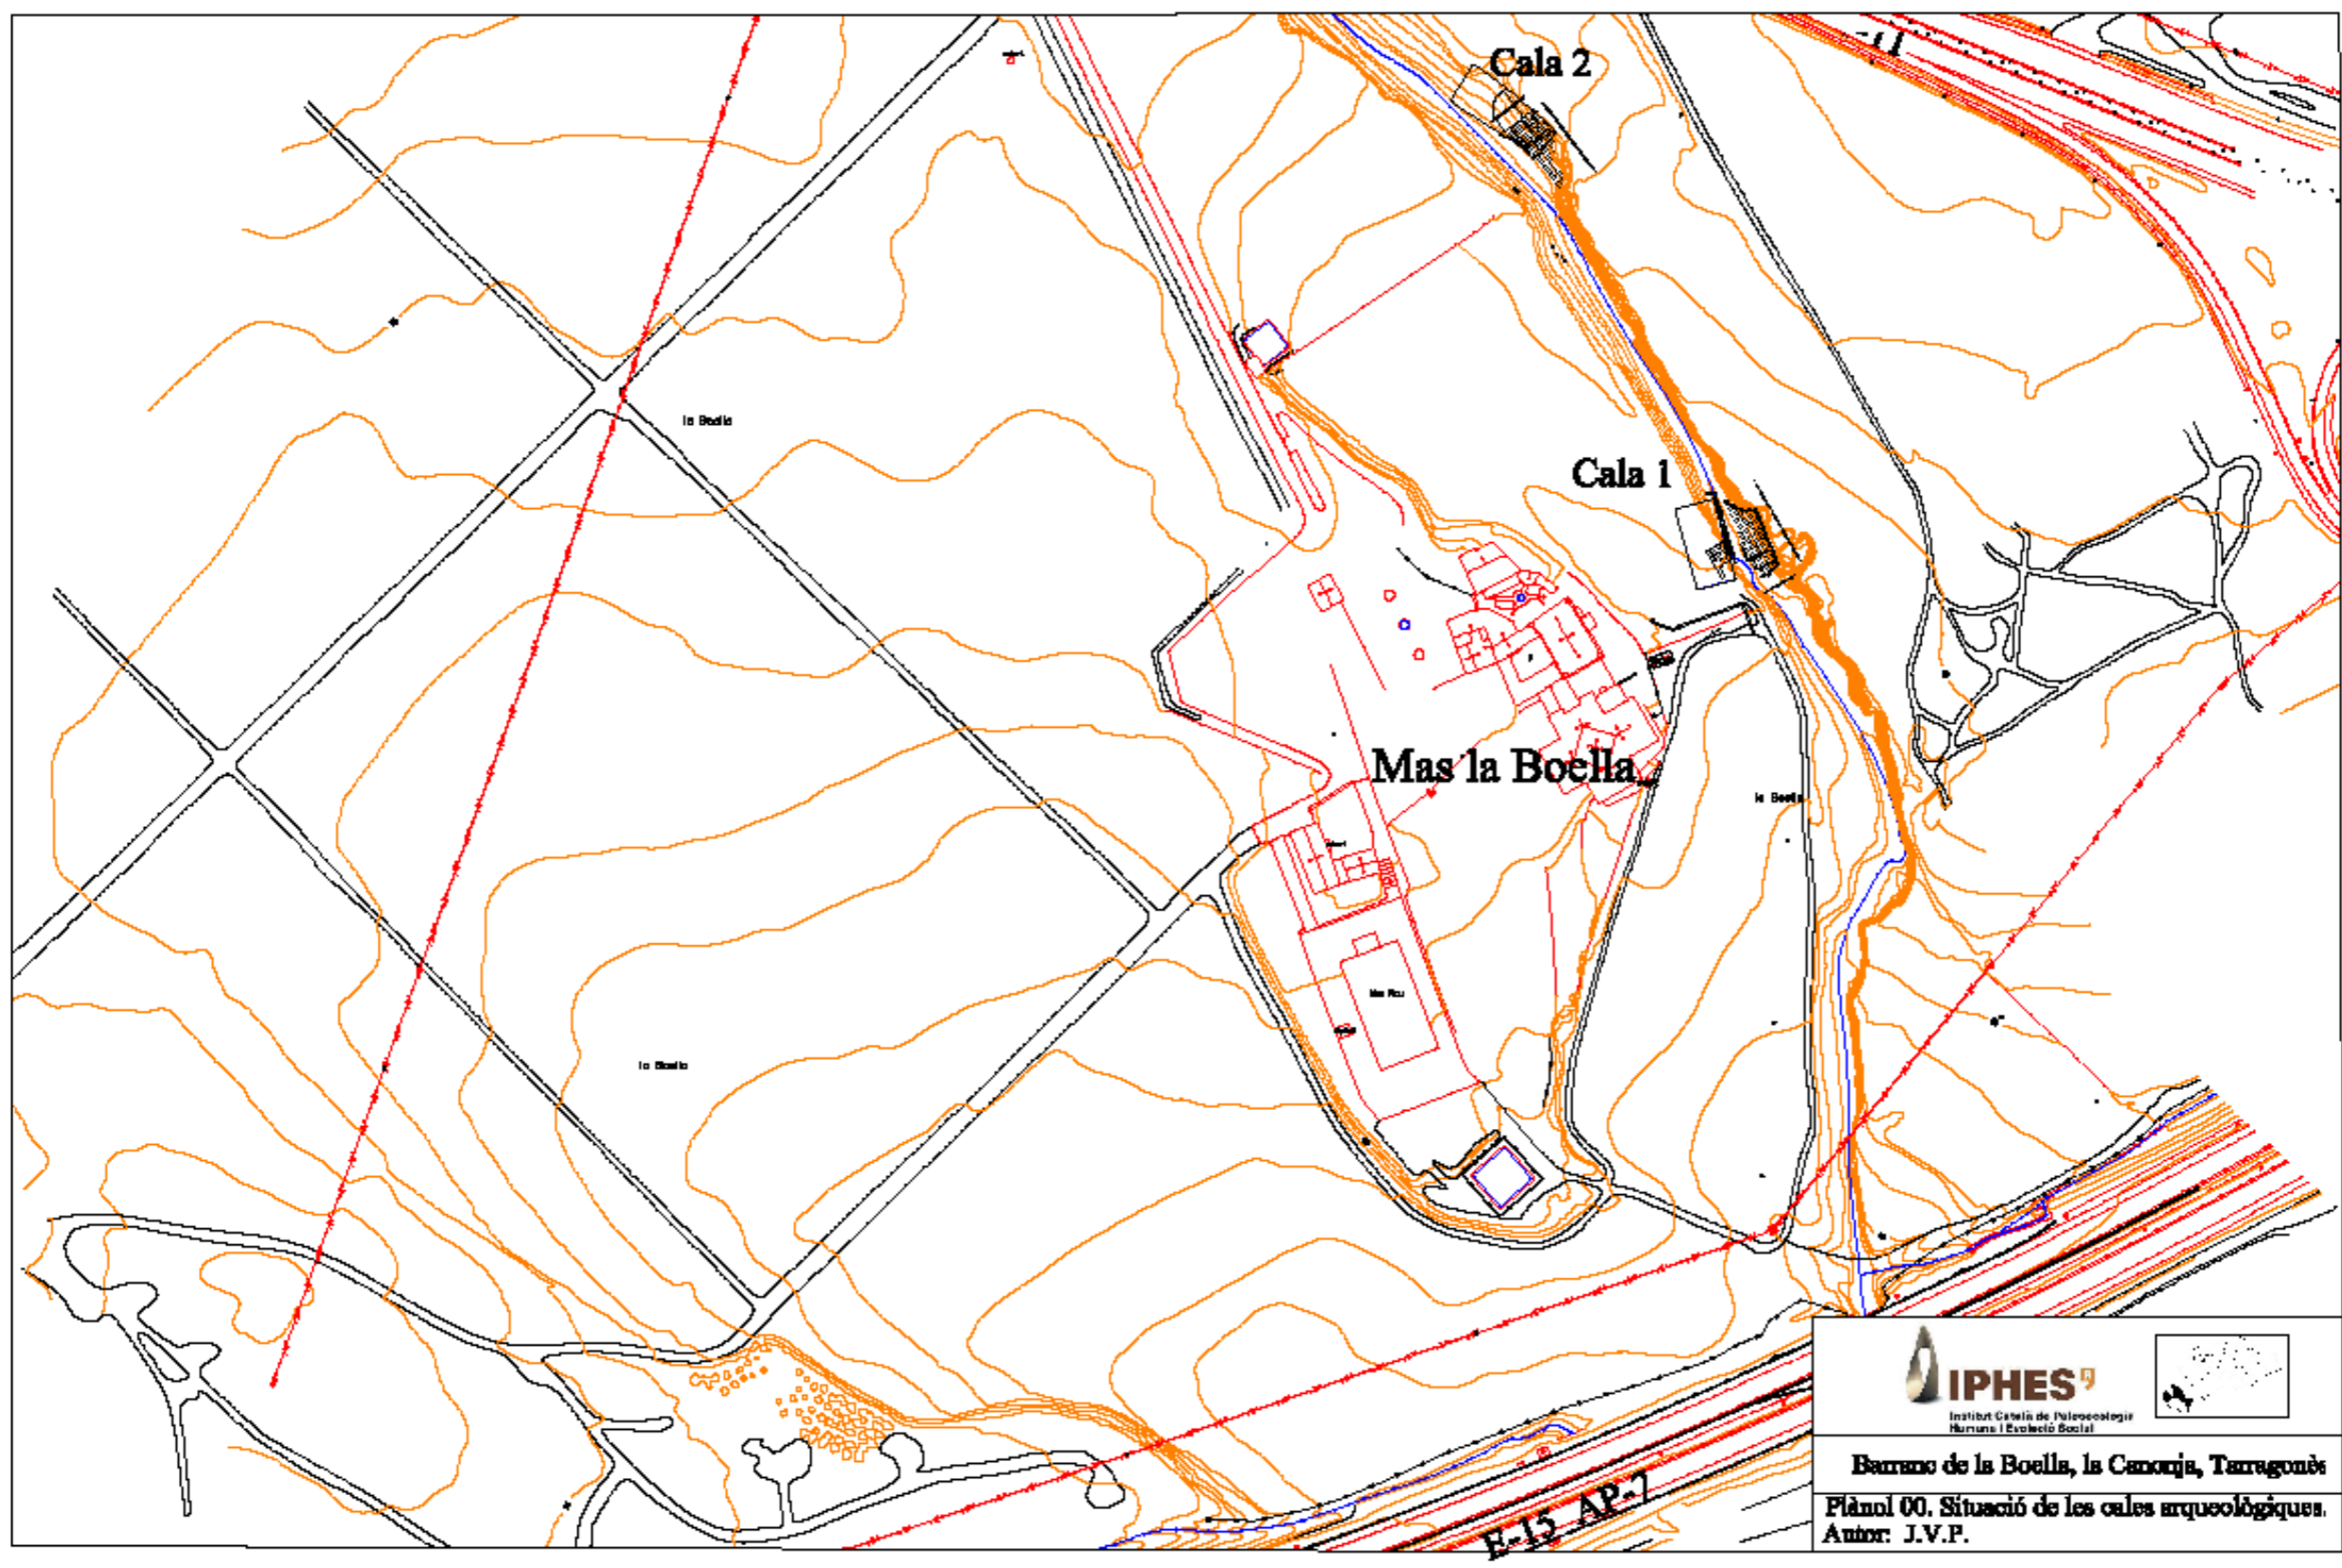 Cala 2
la Boella
Cala 1
Mas la Boella
la Boella
la Boella
E-15 AP-7
IPHES
Institut Català de Paleoecologia
Humana i Evolució Social
Barranc de la Boella, la Canonja, Tarragonès
Plànol 00. Situació de les cales arqueològiques.
Autor: J.V.P.